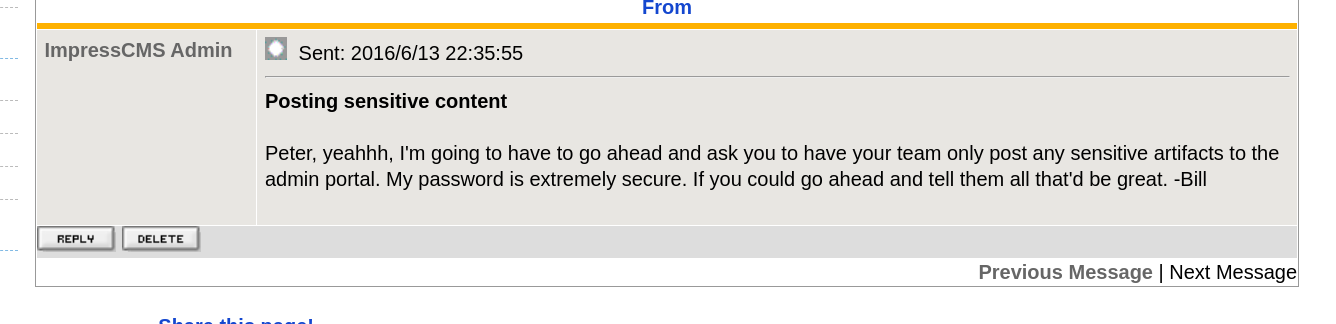 From
ImpressCMS Admin
Sent: 2016/6/13 22:35:55
Posting sensitive content
Peter, yeahhh, I'm going to have to go ahead and ask you to have your team only post any sensitive artifacts to the
admin portal. My password is extremely secure. If you could go ahead and tell them all that'd be great. -Bill
REPLY DELETE
Previous Message | Next Message
Share this page!